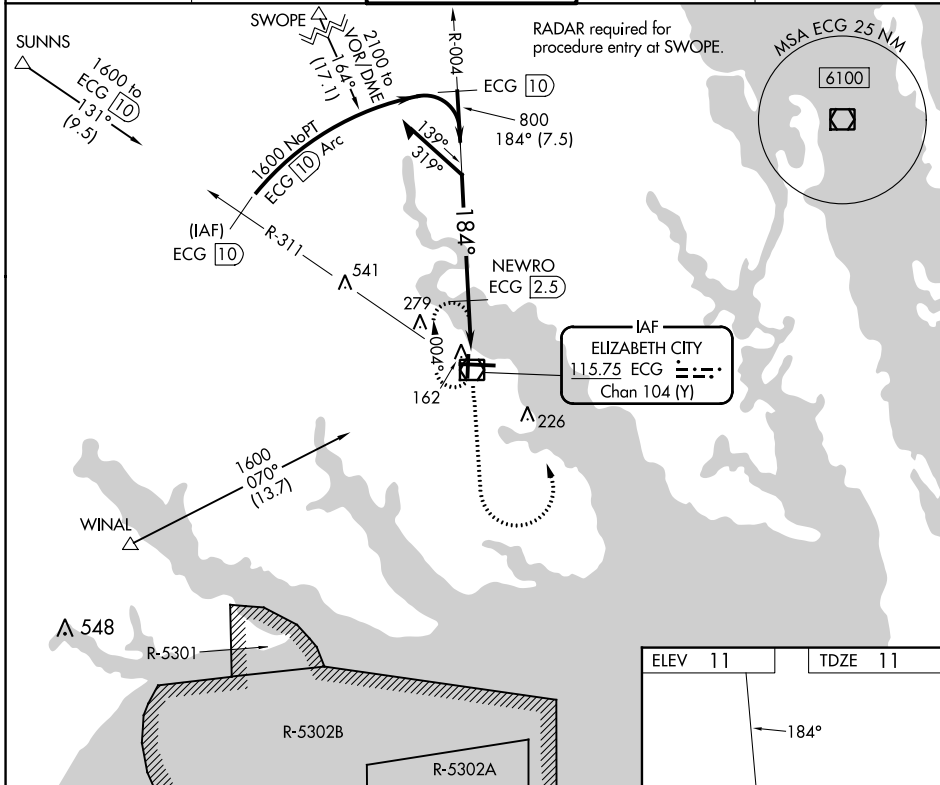 SWOPE
2100 to
VOR/DME
164°
(17.1)
R-004
RADAR required for
procedure entry at SWOPE.
MSA ECG 25 NM
6100
SUNNS
1600 to
ECG 10
131°
(9.5)
ECG 10
800
184° (7.5)
1600 NoPT
ECG 10 Arc
139°
319°
(IAF)
ECG 10
R-311
184°
541
NEWRO
ECG 2.5
279
004°
162
IAF
ELIZABETH CITY
115.75 ECG
Chan 104 (Y)
226
1600
070°
(13.7)
WINAL
548
R-5301
R-5302B
R-5302A
ELEV 11
TDZE 11
184°